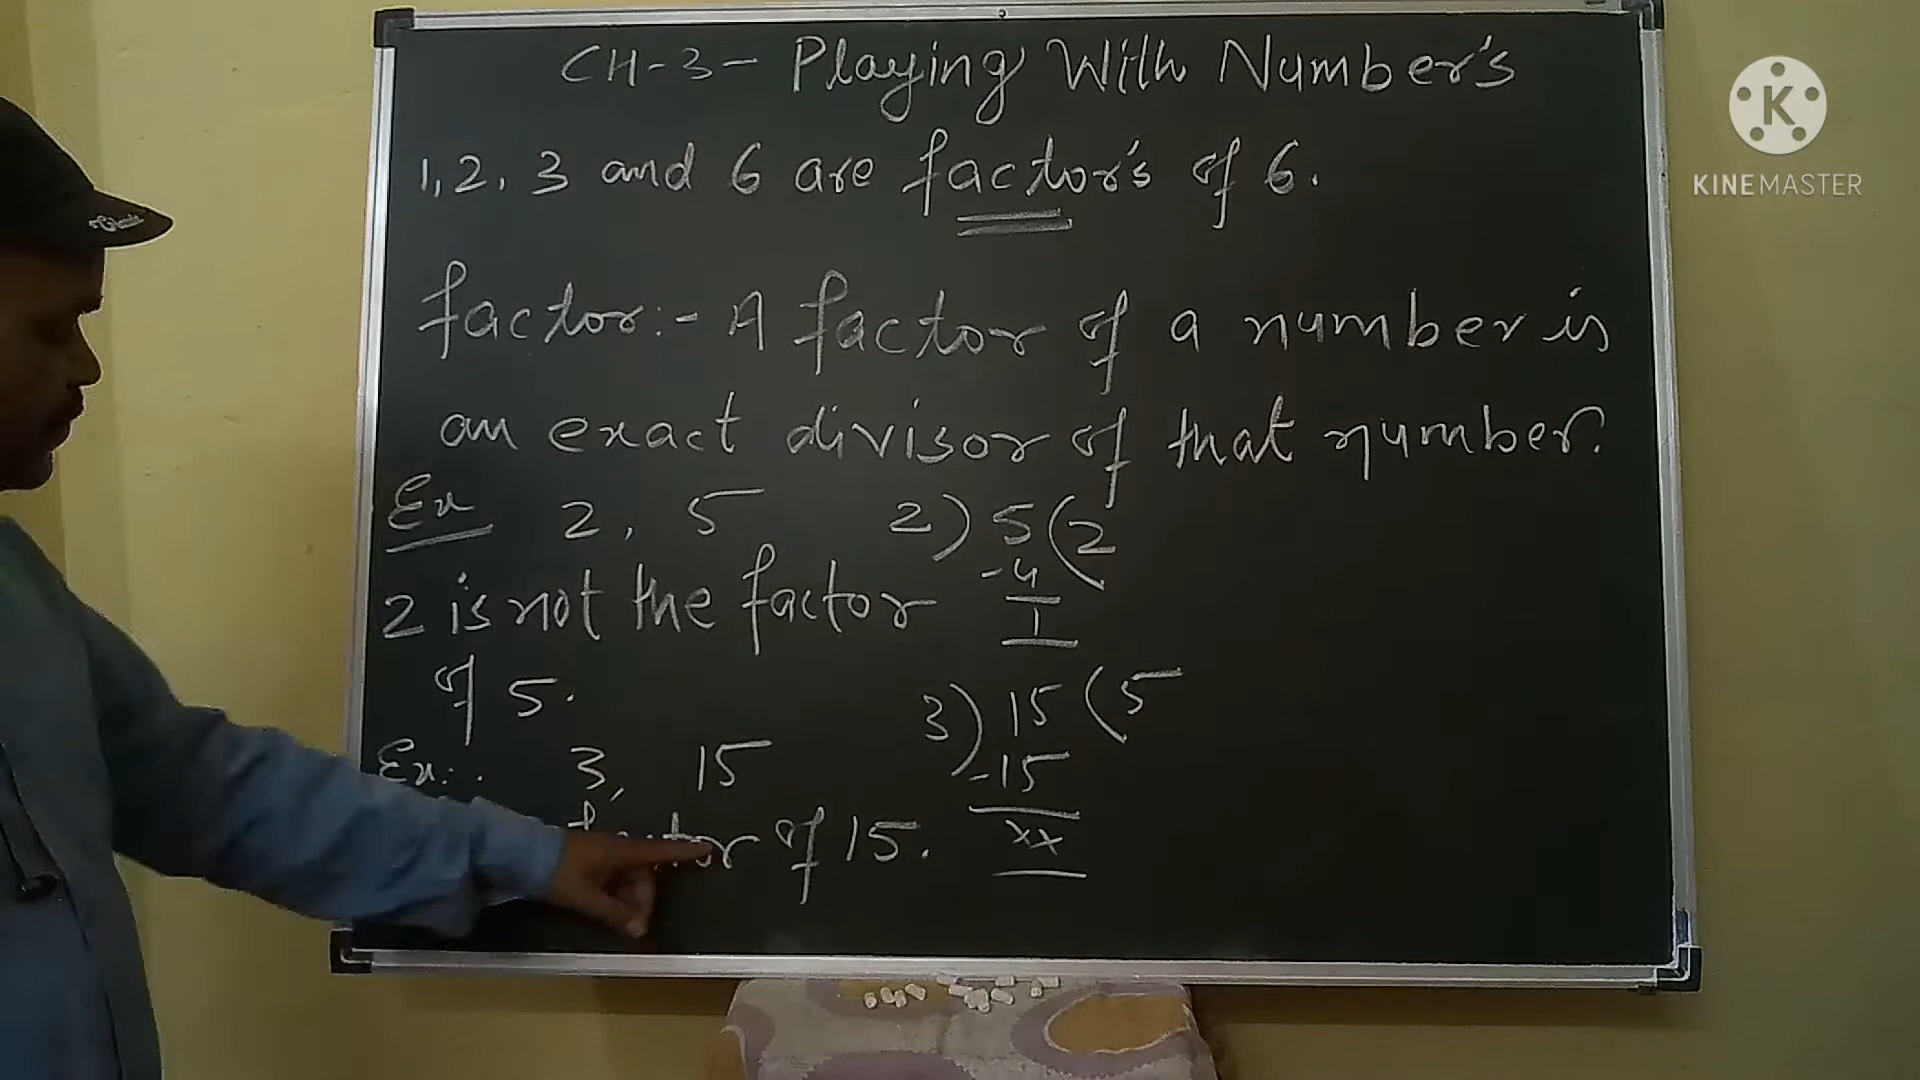 CH-3- Playing With Number's
1, 2, 3 and 6 are factor's of 6.
factor:- A factor of a number is
an exact divisor of that number.
Ex 2, 5 2) 5 (2
-4
2 is not the factor 1
of 5.
3) 15 (5
Ex:. 3, 15 -15
factor of 15. xx
K
KINEMASTER